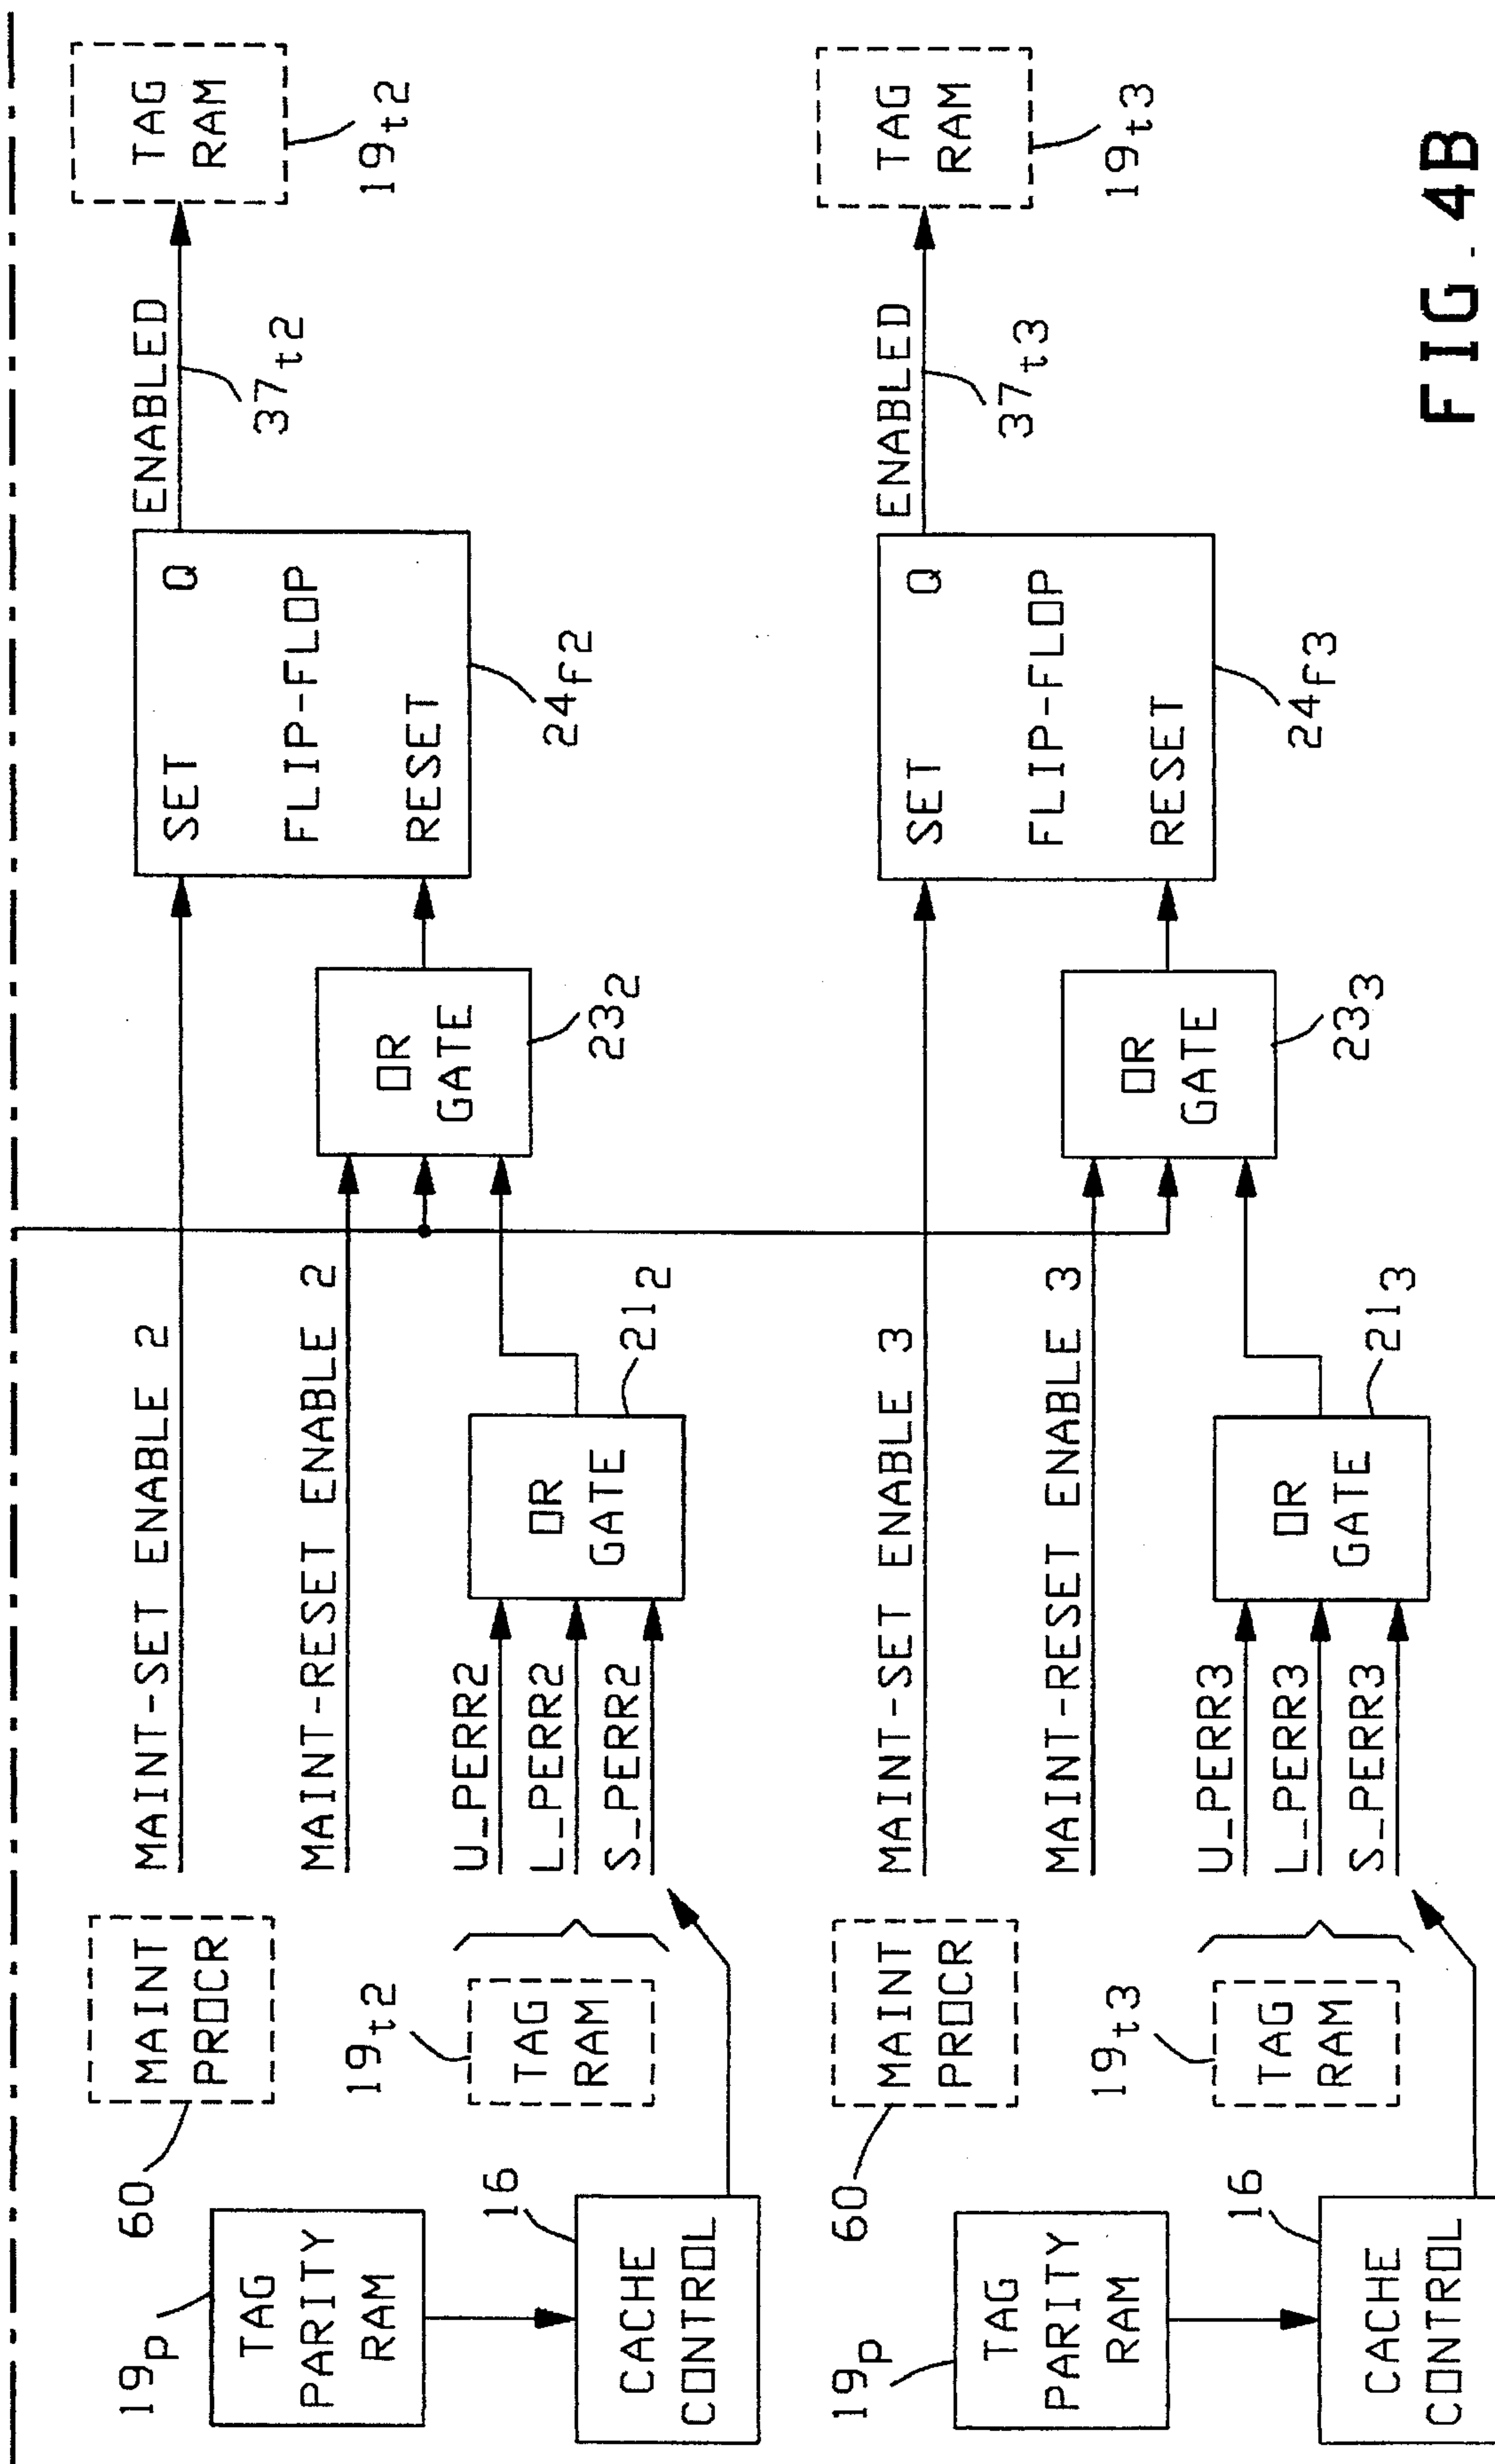 19p
TAG
PARITY
RAM
60
MAINT
PROCR
16
CACHE
CONTROL
19t2
TAG
RAM
MAINT-SET ENABLE 2
MAINT-RESET ENABLE 2
U_PERR2
L_PERR2
S_PERR2
OR
GATE
212
OR
GATE
232
SET
Q
FLIP-FLOP
RESET
24f2
ENABLED
37t2
TAG
RAM
19t2
19p
TAG
PARITY
RAM
60
MAINT
PROCR
16
CACHE
CONTROL
19t3
TAG
RAM
MAINT-SET ENABLE 3
MAINT-RESET ENABLE 3
U_PERR3
L_PERR3
S_PERR3
OR
GATE
213
OR
GATE
233
SET
Q
FLIP-FLOP
RESET
24f3
ENABLED
37t3
TAG
RAM
19t3
FIG. 4B